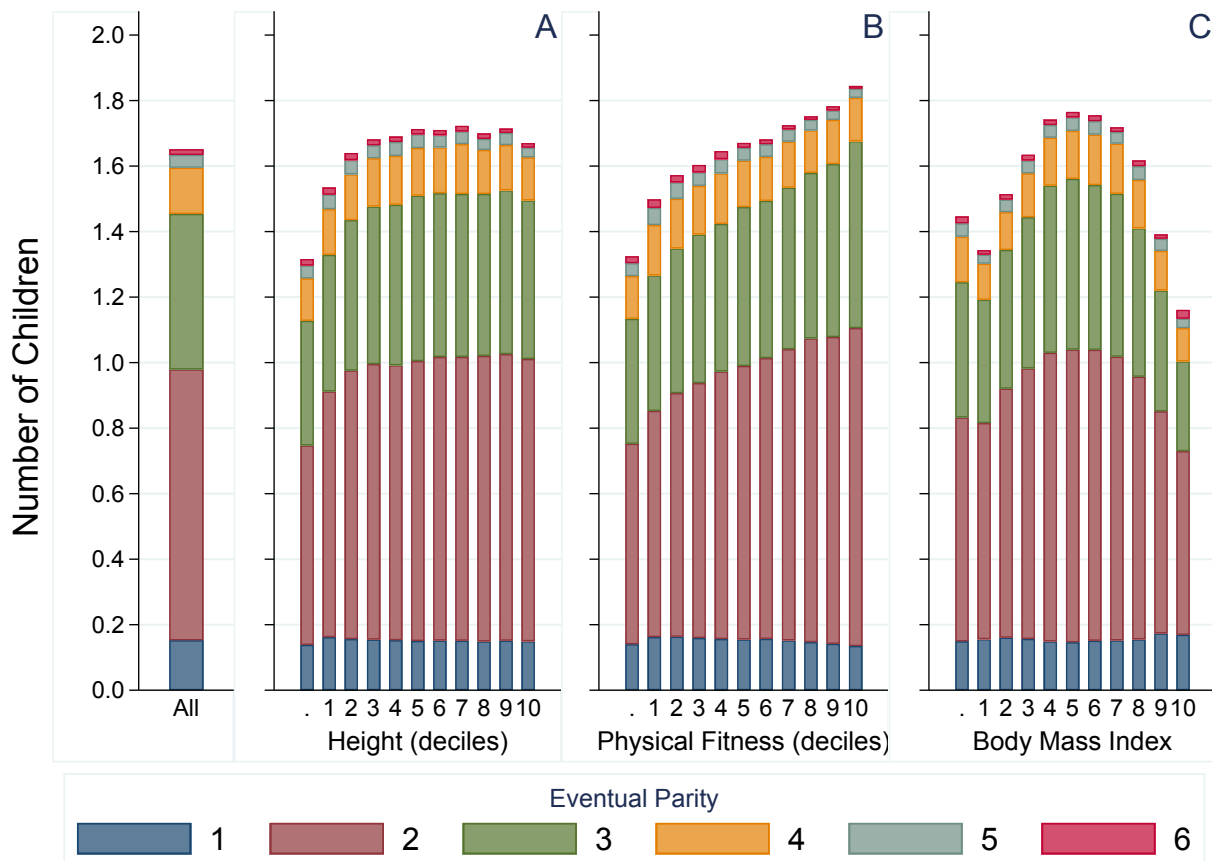 A
B
C
Number of Children
2.0
1.8
1.6
1.4
1.2
1.0
0.8
0.6
0.4
0.2
0.0
All
. 1 2 3 4 5 6 7 8 9 10
. 1 2 3 4 5 6 7 8 9 10
. 1 2 3 4 5 6 7 8 9 10
Height (deciles)
Physical Fitness (deciles)
Body Mass Index
Eventual Parity
1 2 3 4 5 6